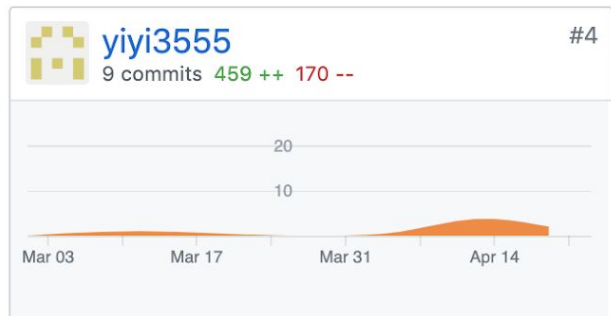 yiyi3555 #4
9 commits 459 ++ 170 --
20
10
Mar 03 Mar 17 Mar 31 Apr 14